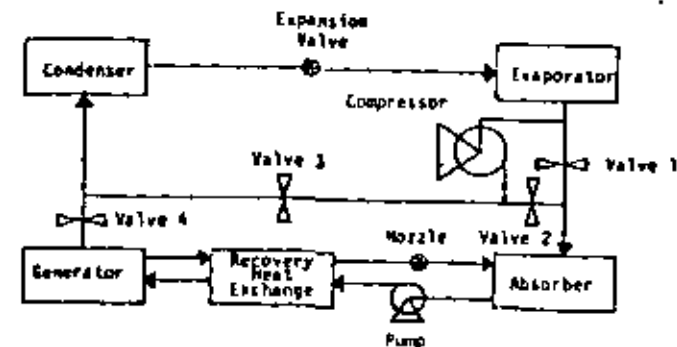 Expansion
Valve
Condenser
Evaporator
Compressor
Valve 3
Valve 1
Valve 4
Nozzle
Valve 2
Generator
Recovery
Heat
Exchange
Absorber
Pump